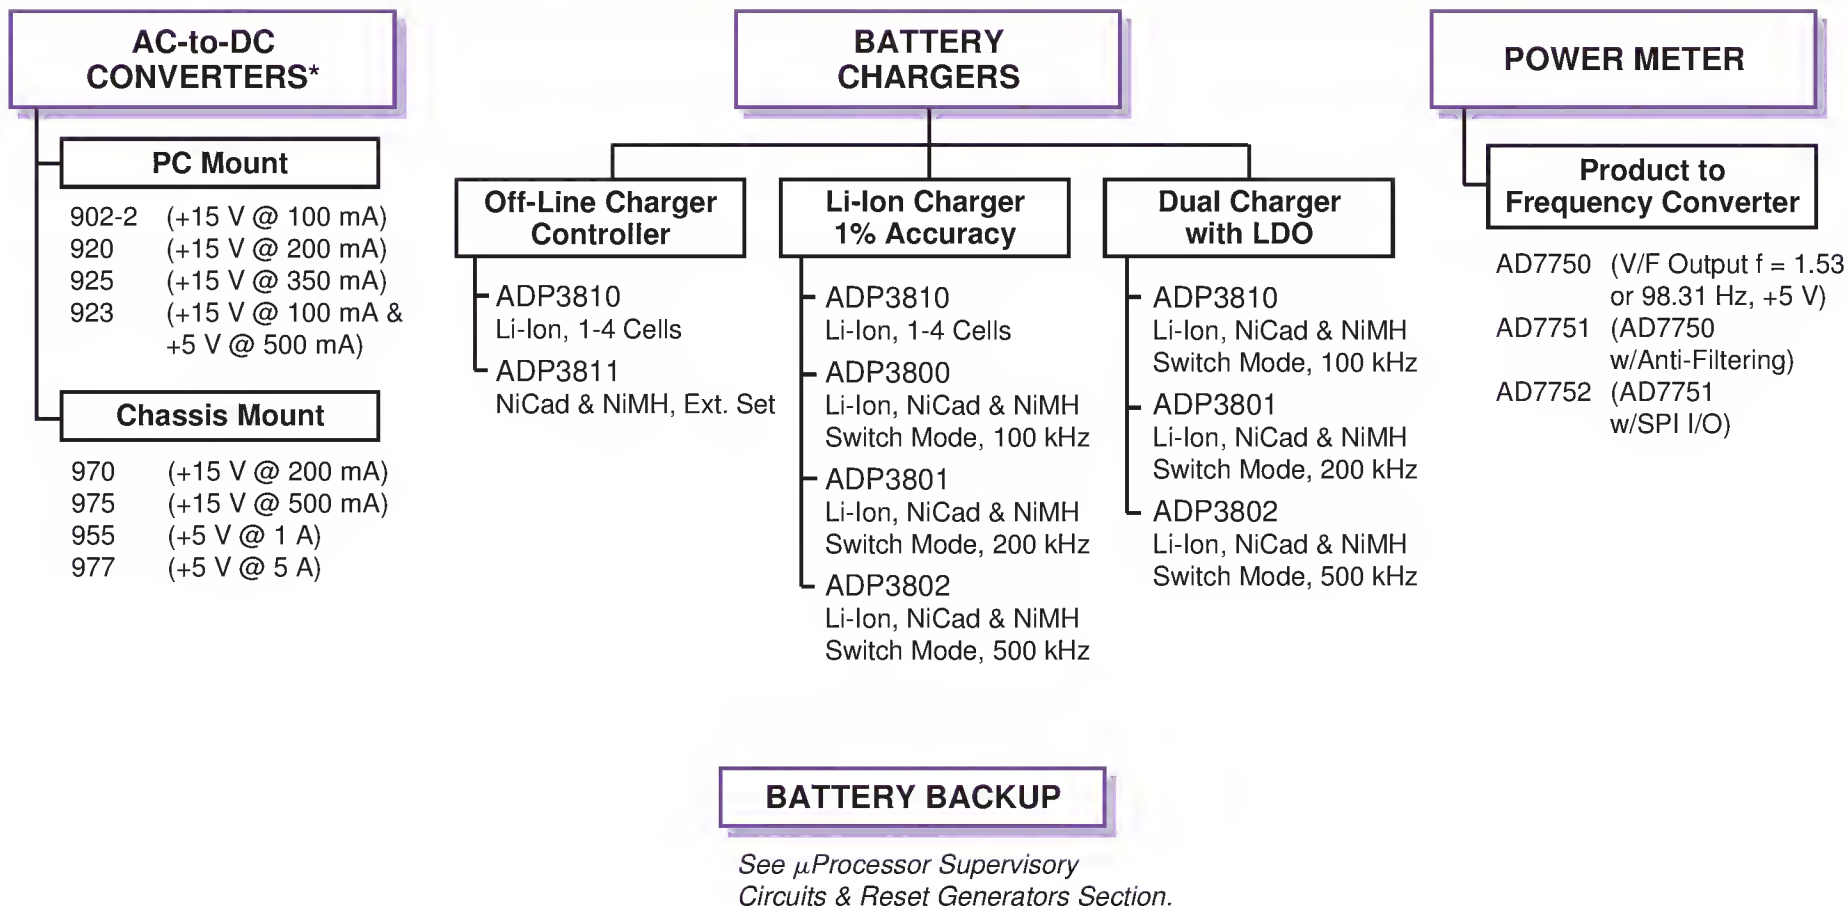 AC-to-DC
CONVERTERS*
PC Mount
902-2 (+15 V @ 100 mA)
920 (+15 V @ 200 mA)
925 (+15 V @ 350 mA)
923 (+15 V @ 100 mA &
+5 V @ 500 mA)
Chassis Mount
970 (+15 V @ 200 mA)
975 (+15 V @ 500 mA)
955 (+5 V @ 1 A)
977 (+5 V @ 5 A)
BATTERY
CHARGERS
Off-Line Charger
Controller
ADP3810
Li-Ion, 1-4 Cells
ADP3811
NiCad & NiMH, Ext. Set
Li-Ion Charger
1% Accuracy
ADP3810
Li-Ion, 1-4 Cells
ADP3800
Li-Ion, NiCad & NiMH
Switch Mode, 100 kHz
ADP3801
Li-Ion, NiCad & NiMH
Switch Mode, 200 kHz
ADP3802
Li-Ion, NiCad & NiMH
Switch Mode, 500 kHz
Dual Charger
with LDO
ADP3810
Li-Ion, NiCad & NiMH
Switch Mode, 100 kHz
ADP3801
Li-Ion, NiCad & NiMH
Switch Mode, 200 kHz
ADP3802
Li-Ion, NiCad & NiMH
Switch Mode, 500 kHz
POWER METER
Product to
Frequency Converter
AD7750 (V/F Output f = 1.53
or 98.31 Hz, +5 V)
AD7751 (AD7750
w/Anti-Filtering)
AD7752 (AD7751
w/SPI I/O)
BATTERY BACKUP
See μProcessor Supervisory
Circuits & Reset Generators Section.